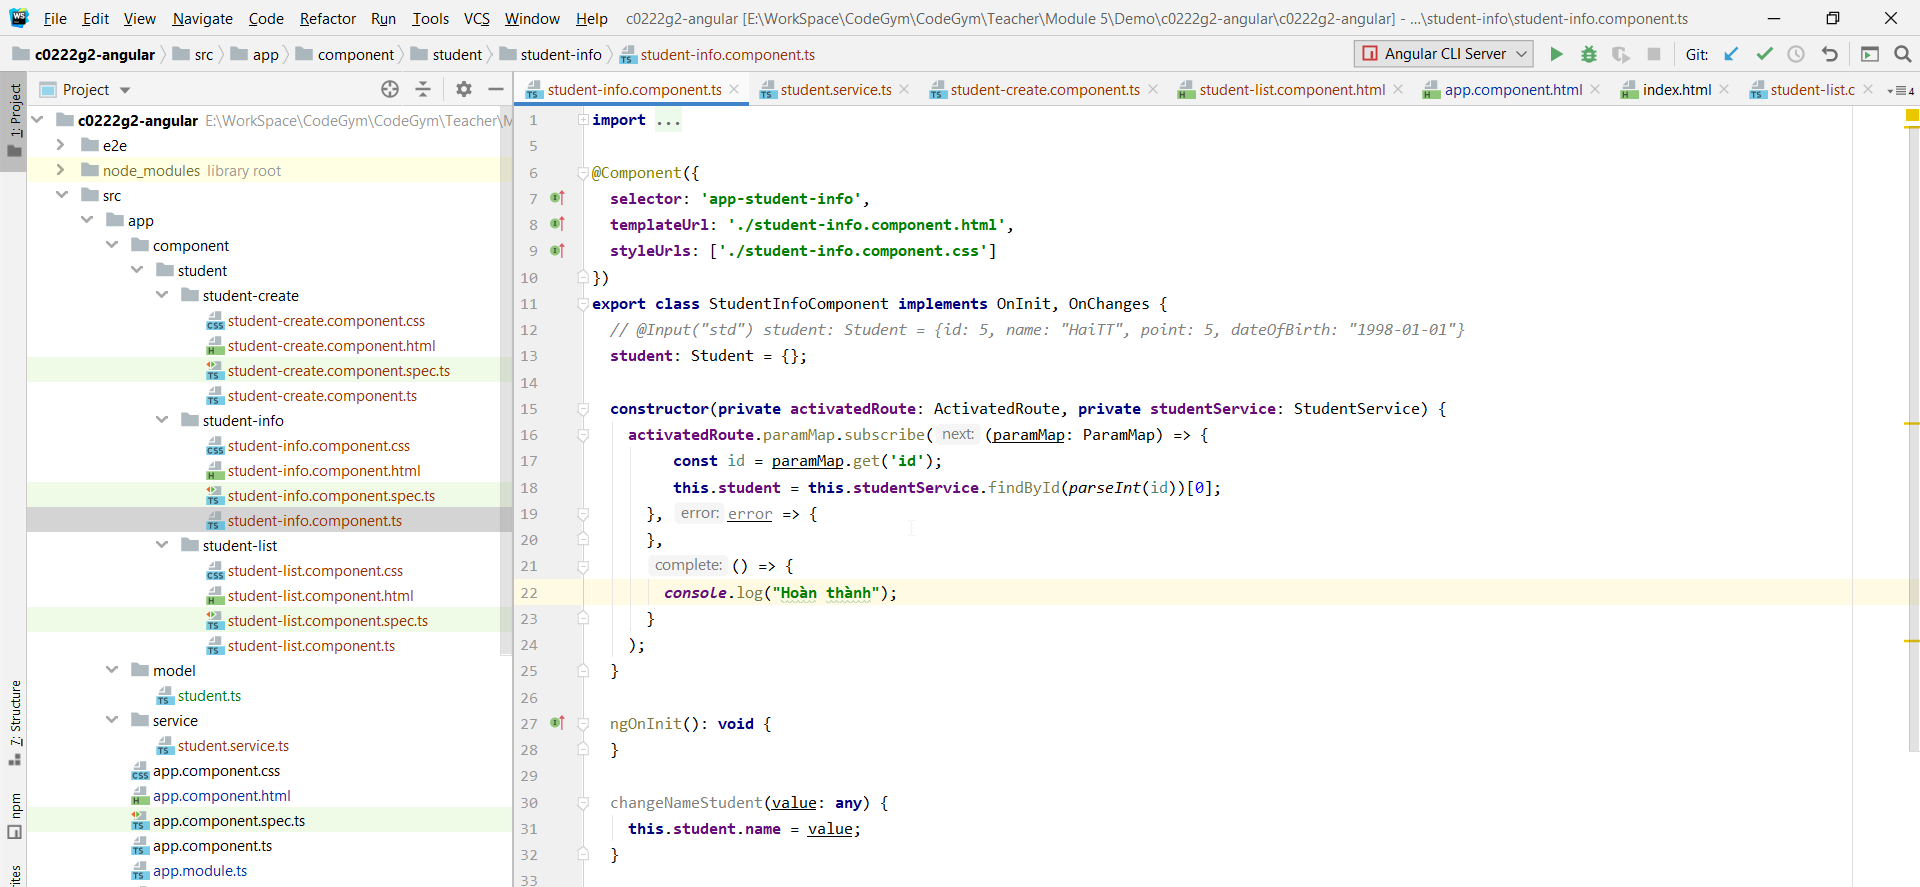 File Edit View Navigate Code Refactor Run Tools VCS Window Help c0222g2-angular [E:\WorkSpace\CodeGym\CodeGym\Teacher\Module 5\Demo\c0222g2-angular\c0222g2-angular] - ...\student-info\student-info.component.ts
c0222g2-angular src app component student student-info student-info.component.ts Angular CLI Server Git:
Project student-info.component.ts student.service.ts student-create.component.ts student-list.component.html app.component.html index.html student-list.c 4
1: Project
7: Structure
npm
c0222g2-angular E:\WorkSpace\CodeGym\CodeGym\Teacher\M
e2e
node_modules library root
src
app
component
student
student-create
student-create.component.css
student-create.component.html
student-create.component.spec.ts
student-create.component.ts
student-info
student-info.component.css
student-info.component.html
student-info.component.spec.ts
student-info.component.ts
student-list
student-list.component.css
student-list.component.html
student-list.component.spec.ts
student-list.component.ts
model
student.ts
service
student.service.ts
app.component.css
app.component.html
app.component.spec.ts
app.component.ts
app.module.ts
1 import ...
5
6 @Component({
7 selector: 'app-student-info',
8 templateUrl: './student-info.component.html',
9 styleUrls: ['./student-info.component.css']
10 })
11 export class StudentInfoComponent implements OnInit, OnChanges {
12 // @Input("std") student: Student = {id: 5, name: "HaiTT", point: 5, dateOfBirth: "1998-01-01"}
13 student: Student = {};
14
15 constructor(private activatedRoute: ActivatedRoute, private studentService: StudentService) {
16 activatedRoute.paramMap.subscribe( next: (paramMap: ParamMap) => {
17 const id = paramMap.get('id');
18 this.student = this.studentService.findById(parseInt(id))[0];
19 }, error: error => {
20 },
21 complete: () => {
22 console.log("Hoàn thành");
23 }
24 );
25 }
26
27 ngOnInit(): void {
28 }
29
30 changeNameStudent(value: any) {
31 this.student.name = value;
32 }
33